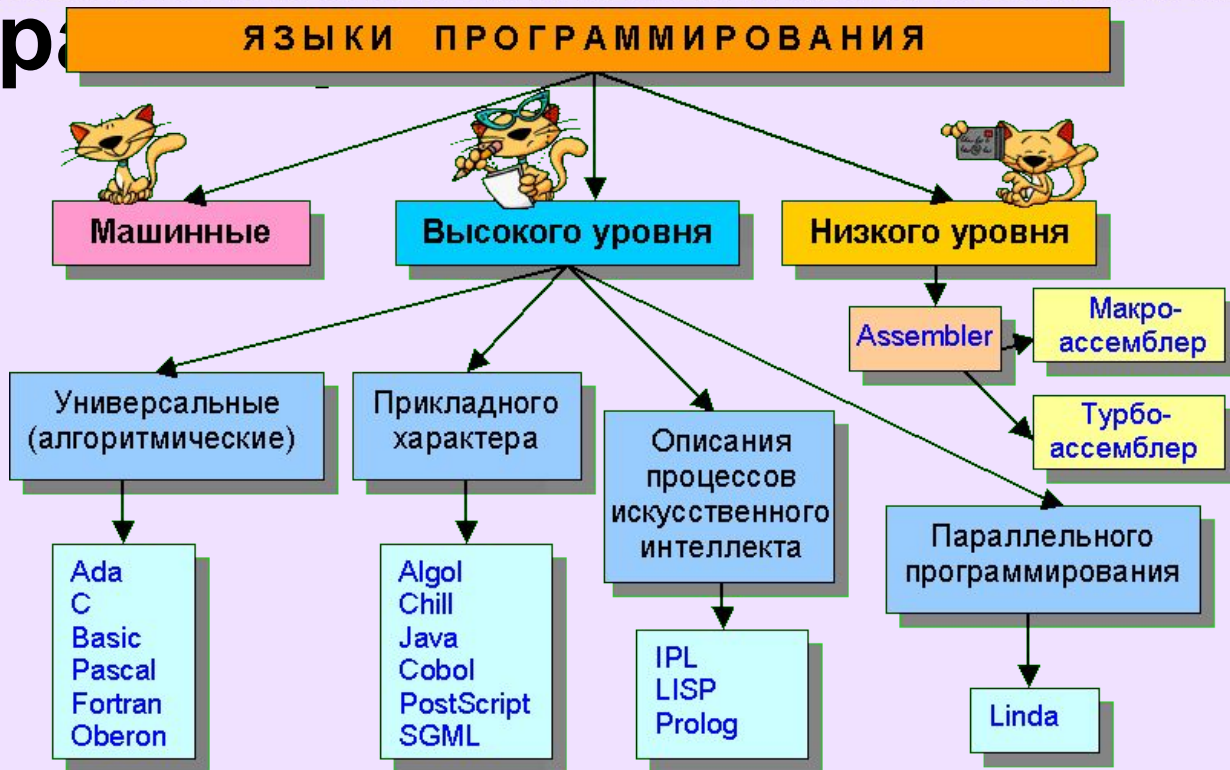 ЯЗЫКИ ПРОГРАММИРОВАНИЯ
Машинные
Высокого уровня
Низкого уровня
Assembler
Макро-
ассемблер
Турбо-
ассемблер
Универсальные
(алгоритмические)
Прикладного
характера
Описания
процессов
искусственного
интеллекта
Параллельного
программирования
Ada
C
Basic
Pascal
Fortran
Oberon
Algol
Chill
Java
Cobol
PostScript
SGML
IPL
LISP
Prolog
Linda